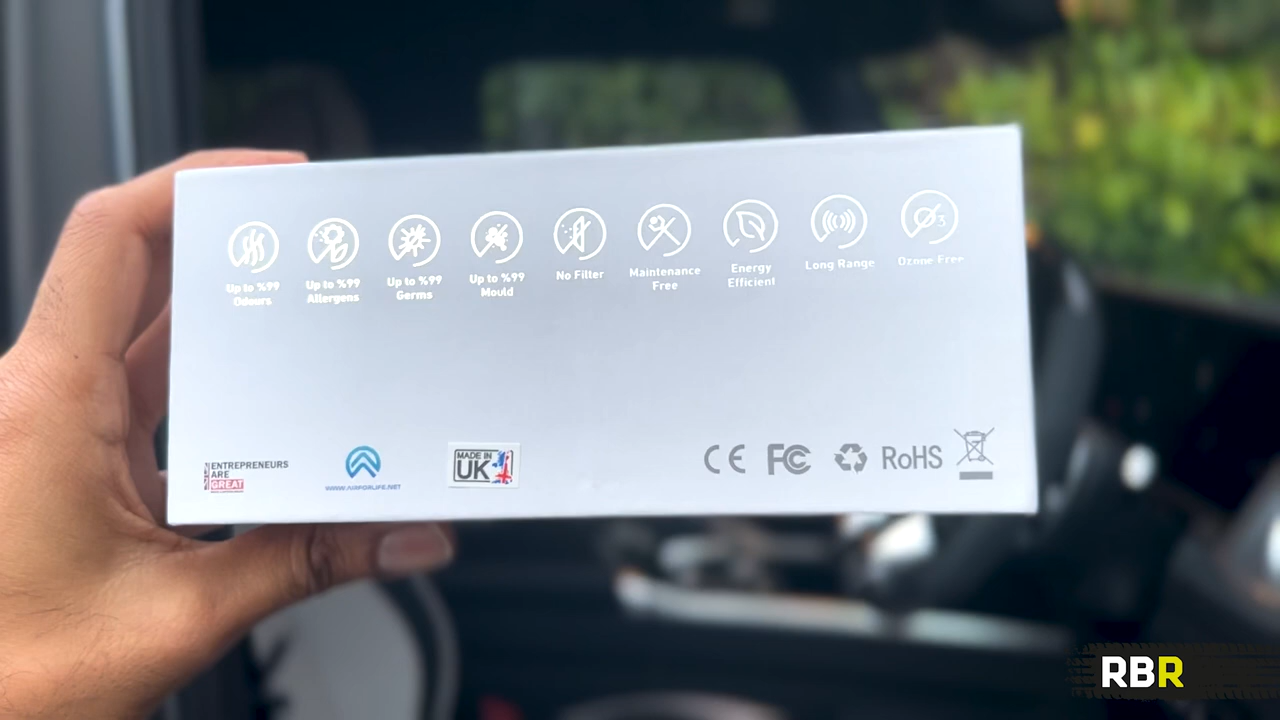 Up to %99
Odours
Up to %99
Allergens
Up to %99
Germs
Up to %99
Mould
No Filter
Maintenance
Free
Energy
Efficient
Long Range
O3
Ozone Free
ENTREPRENEURS
ARE
GREAT
WWW.AIRFORLIFE.NET
MADE IN
UK
CE
FC
RoHS
RBR